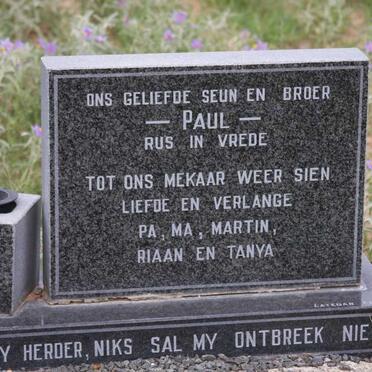 ONS GELIEFDE SEUN EN BROER
— PAUL —
RUS IN VREDE
TOT ONS MEKAAR WEER SIEN
LIEFDE EN VERLANGE
PA, MA, MARTIN,
RIAAN EN TANYA
LATEGAN
Y HERDER, NIKS SAL MY ONTBREEK NIE